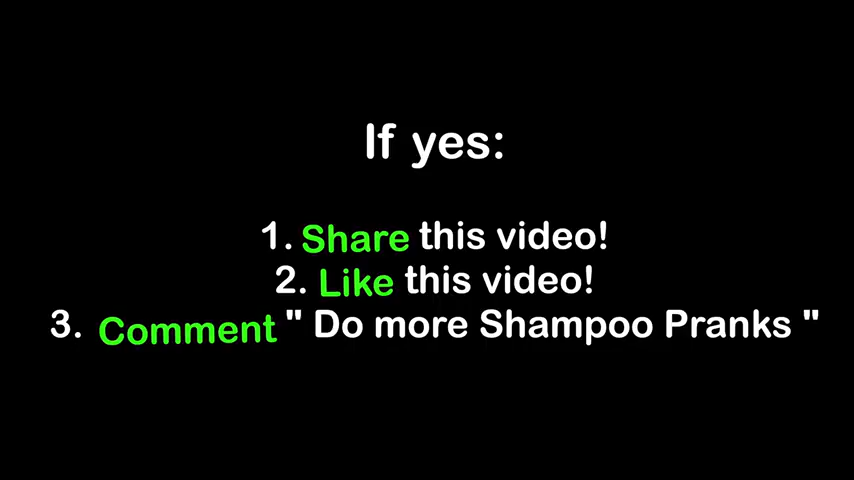 If yes:
1. Share this video!
2. Like this video!
3. Comment " Do more Shampoo Pranks "